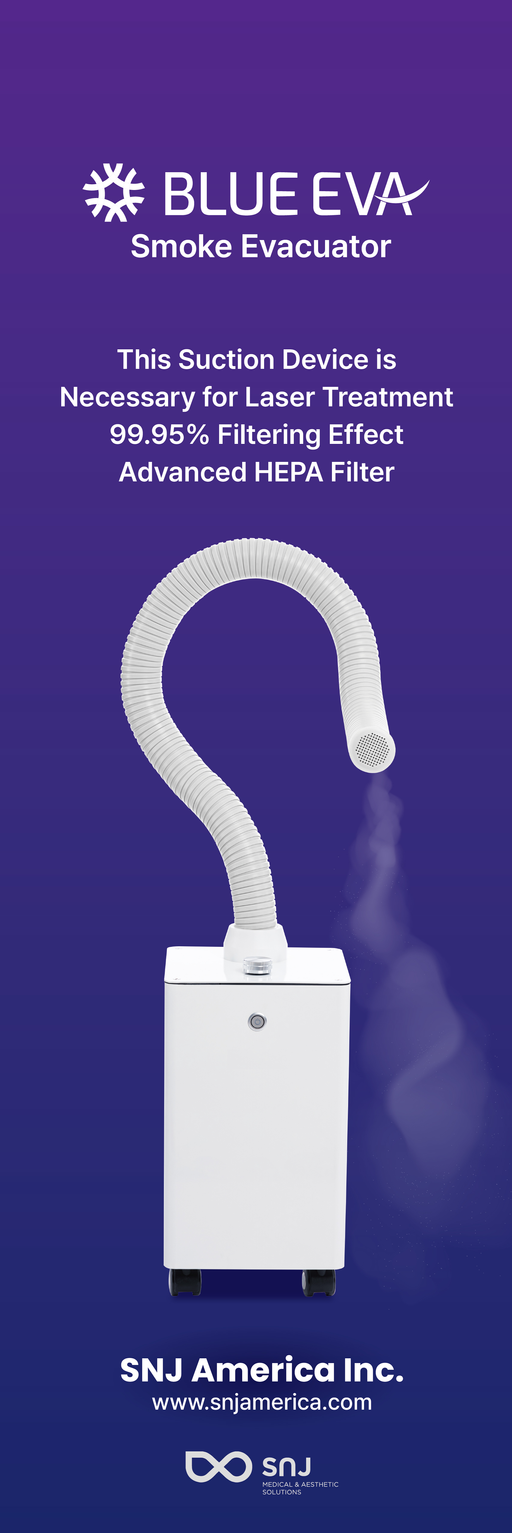 BLUE EVA
Smoke Evacuator
This Suction Device is
Necessary for Laser Treatment
99.95% Filtering Effect
Advanced HEPA Filter
SNJ America Inc.
www.snjamerica.com
SNJ
MEDICAL & AESTHETIC
SOLUTIONS